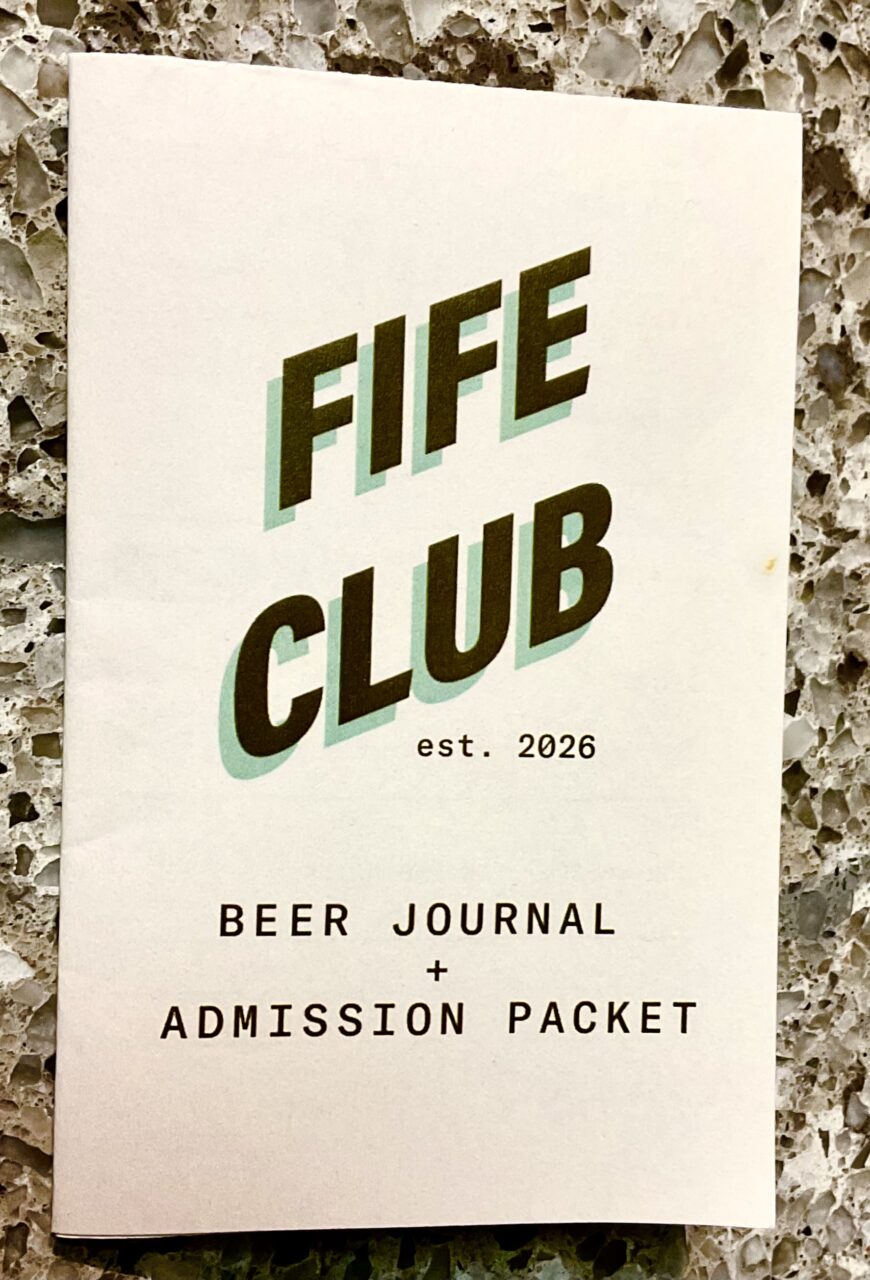 FIFE
CLUB
est. 2026
BEER JOURNAL
+
ADMISSION PACKET